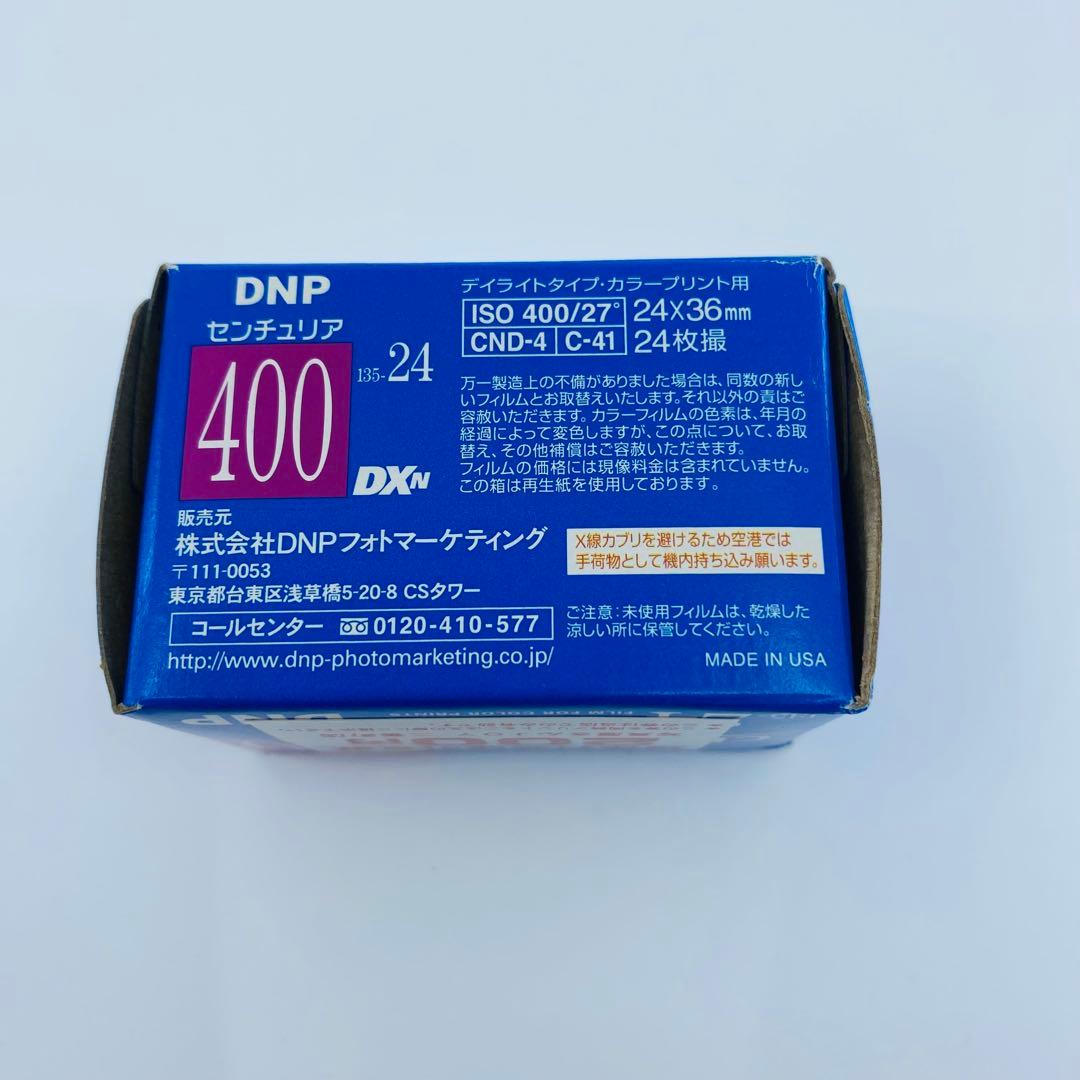 DNP
センチュリア
400
135-24
DXN
デイライトタイプ・カラープリント用
ISO 400/27° 24×36mm
CND-4 C-41 24枚撮
万一製造上の不備がありました場合は、同数の新し
いフィルムとお取替えいたします。それ以外の責はご
容赦いただきます。カラーフィルムの色素は、年月の
経過によって変色しますが、この点について、お取
替え、その他補償はご容赦いただきます。
フィルムの価格には現像料金は含まれていません。
この箱は再生紙を使用しております。
販売元
株式会社DNPフォトマーケティング
〒111-0053
東京都台東区浅草橋5-20-8 CSタワー
コールセンター 0120-410-577
http://www.dnp-photomarketing.co.jp/
X線カブリを避けるため空港では
手荷物として機内持ち込み願います。
ご注意：未使用フィルムは、乾燥した
涼しい所に保管してください。
MADE IN USA
DNP
FILM FOR COLOR PRINTS